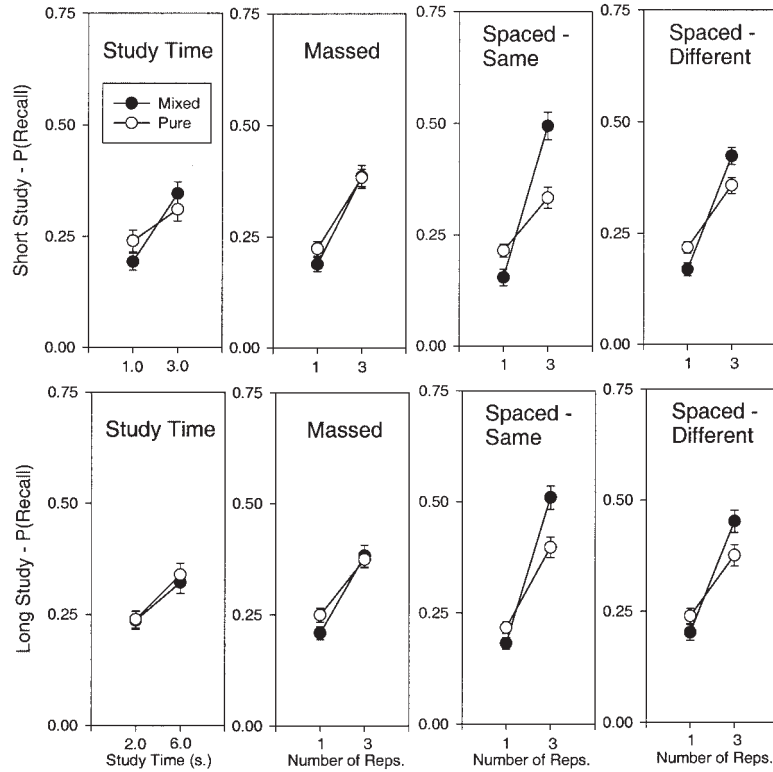 Short Study - P(Recall)
0.75
0.50
0.25
0.00
Study Time
Mixed
Pure
1.0 3.0
0.75
0.50
0.25
0.00
Massed
1 3
0.75
0.50
0.25
0.00
Spaced -
Same
1 3
0.75
0.50
0.25
0.00
Spaced -
Different
1 3
Long Study - P(Recall)
0.75
0.50
0.25
0.00
Study Time
2.0 6.0
Study Time (s.)
0.75
0.50
0.25
0.00
Massed
1 3
Number of Reps.
0.75
0.50
0.25
0.00
Spaced -
Same
1 3
Number of Reps.
0.75
0.50
0.25
0.00
Spaced -
Different
1 3
Number of Reps.